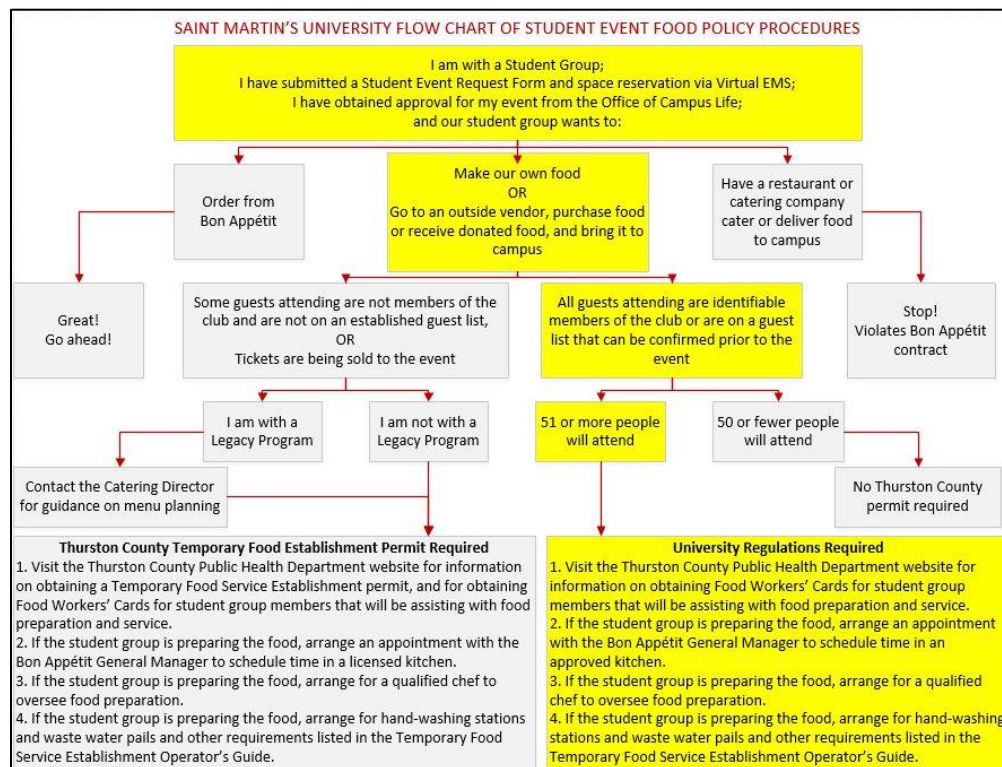 SAINT MARTIN'S UNIVERSITY FLOW CHART OF STUDENT EVENT FOOD POLICY PROCEDURES
I am with a Student Group;
I have submitted a Student Event Request Form and space reservation via Virtual EMS;
I have obtained approval for my event from the Office of Campus Life;
and our student group wants to:
Order from
Bon Appétit
Make our own food
OR
Go to an outside vendor, purchase food
or receive donated food, and bring it to
campus
Have a restaurant or
catering company
cater or deliver food
to campus
Great!
Go ahead!
Some guests attending are not members of the
club and are not on an established guest list,
OR
Tickets are being sold to the event
All guests attending are identifiable
members of the club or are on a guest
list that can be confirmed prior to the
event
Stop!
Violates Bon Appétit
contract
I am with a
Legacy Program
I am not with a
Legacy Program
51 or more people
will attend
50 or fewer people
will attend
Contact the Catering Director
for guidance on menu planning
No Thurston County
permit required
Thurston County Temporary Food Establishment Permit Required
1. Visit the Thurston County Public Health Department website for information
on obtaining a Temporary Food Service Establishment permit, and for obtaining
Food Workers' Cards for student group members that will be assisting with food
preparation and service.
2. If the student group is preparing the food, arrange an appointment with the
Bon Appétit General Manager to schedule time in a licensed kitchen.
3. If the student group is preparing the food, arrange for a qualified chef to
oversee food preparation.
4. If the student group is preparing the food, arrange for hand-washing stations
and waste water pails and other requirements listed in the Temporary Food
Service Establishment Operator's Guide.
University Regulations Required
1. Visit the Thurston County Public Health Department website for
information on obtaining Food Workers' Cards for student group
members that will be assisting with food preparation and service.
2. If the student group is preparing the food, arrange an appointment
with the Bon Appétit General Manager to schedule time in an
approved kitchen.
3. If the student group is preparing the food, arrange for a qualified
chef to oversee food preparation.
4. If the student group is preparing the food, arrange for hand-washing
stations and waste water pails and other requirements listed in the
Temporary Food Service Establishment Operator's Guide.